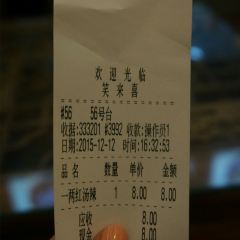 欢迎光临
笑来喜
#56 56号台
收据:333201 #3992 收款:操作员1
日期:2015-12-12 时间:16:32:53
品名 数量 单价 金额
一两红汤辣 1 8.00 8.00
应收 8.00
现金 8.00